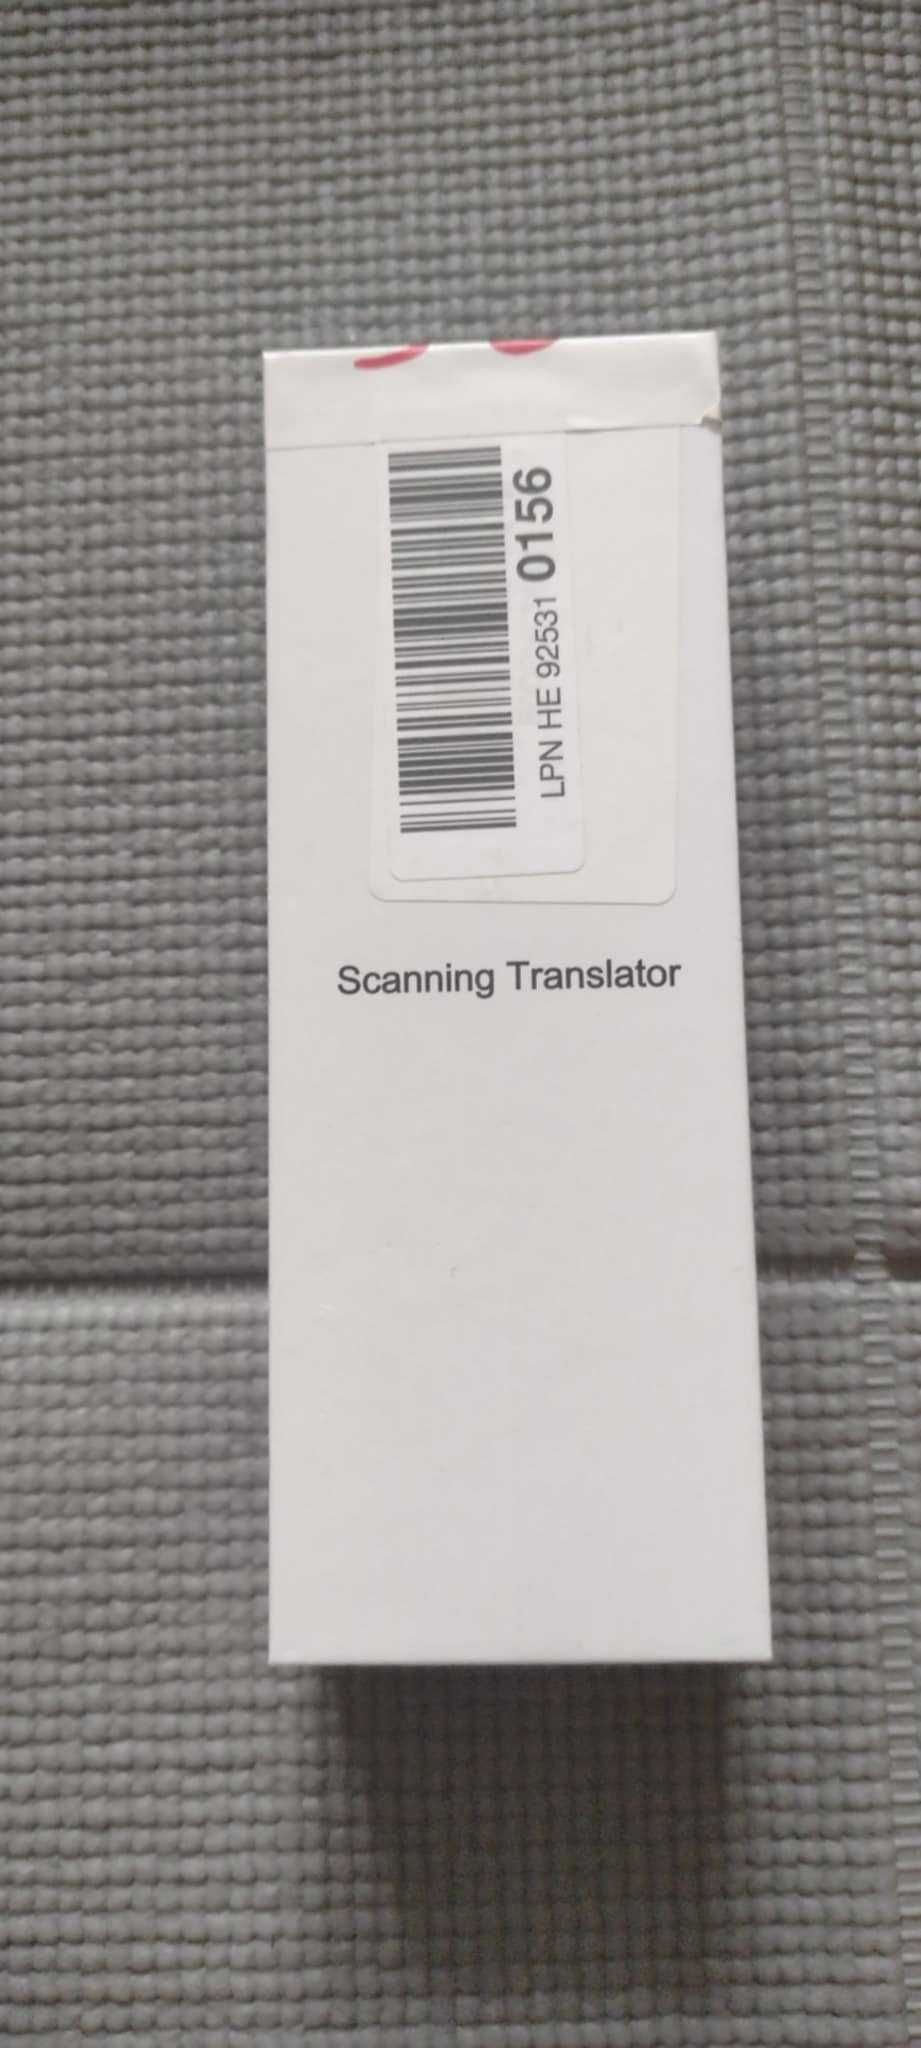 LPN HE 92531 0156
Scanning Translator